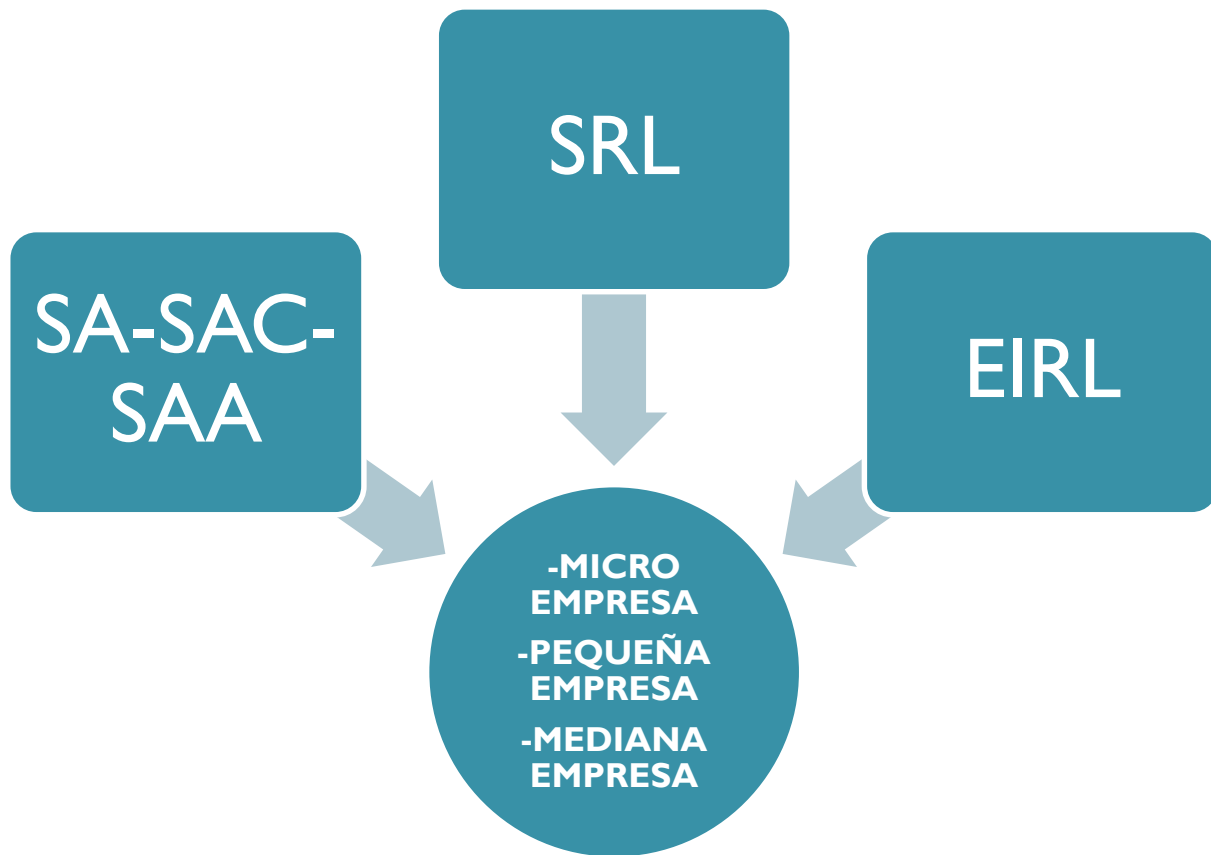 SRL
SA-SAC-
SAA
EIRL
-MICRO
EMPRESA
-PEQUEÑA
EMPRESA
-MEDIANA
EMPRESA